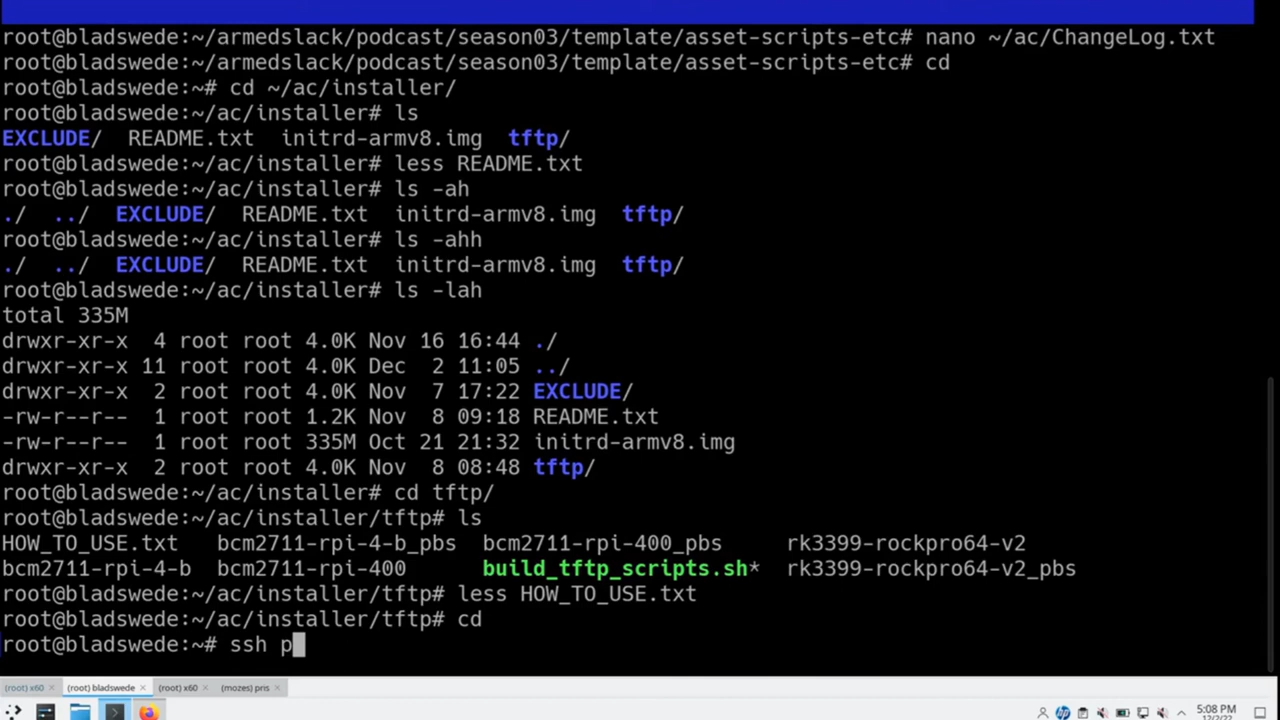 root@bladswede:~/armedslack/podcast/season03/template/asset-scripts-etc# nano ~/ac/ChangeLog.txt
root@bladswede:~/armedslack/podcast/season03/template/asset-scripts-etc# cd
root@bladswede:~# cd ~/ac/installer/
root@bladswede:~/ac/installer# ls
EXCLUDE/  README.txt  initrd-armv8.img  tftp/
root@bladswede:~/ac/installer# less README.txt
root@bladswede:~/ac/installer# ls -ah
./  ../  EXCLUDE/  README.txt  initrd-armv8.img  tftp/
root@bladswede:~/ac/installer# ls -ahh
./  ../  EXCLUDE/  README.txt  initrd-armv8.img  tftp/
root@bladswede:~/ac/installer# ls -lah
total 335M
drwxr-xr-x  4 root root 4.0K Nov 16 16:44 ./
drwxr-xr-x 11 root root 4.0K Dec  2 11:05 ../
drwxr-xr-x  2 root root 4.0K Nov  7 17:22 EXCLUDE/
-rw-r--r--  1 root root 1.2K Nov  8 09:18 README.txt
-rw-r--r--  1 root root 335M Oct 21 21:32 initrd-armv8.img
drwxr-xr-x  2 root root 4.0K Nov  8 08:48 tftp/
root@bladswede:~/ac/installer# cd tftp/
root@bladswede:~/ac/installer/tftp# ls
HOW_TO_USE.txt   bcm2711-rpi-4-b_pbs  bcm2711-rpi-400_pbs     rk3399-rockpro64-v2
bcm2711-rpi-4-b  bcm2711-rpi-400      build_tftp_scripts.sh*  rk3399-rockpro64-v2_pbs
root@bladswede:~/ac/installer/tftp# less HOW_TO_USE.txt
root@bladswede:~/ac/installer/tftp# cd
root@bladswede:~# ssh p
(root) x60 × (root) bladswede × (root) x60 × (mozes) pris ×
5:08 PM
12/2/22